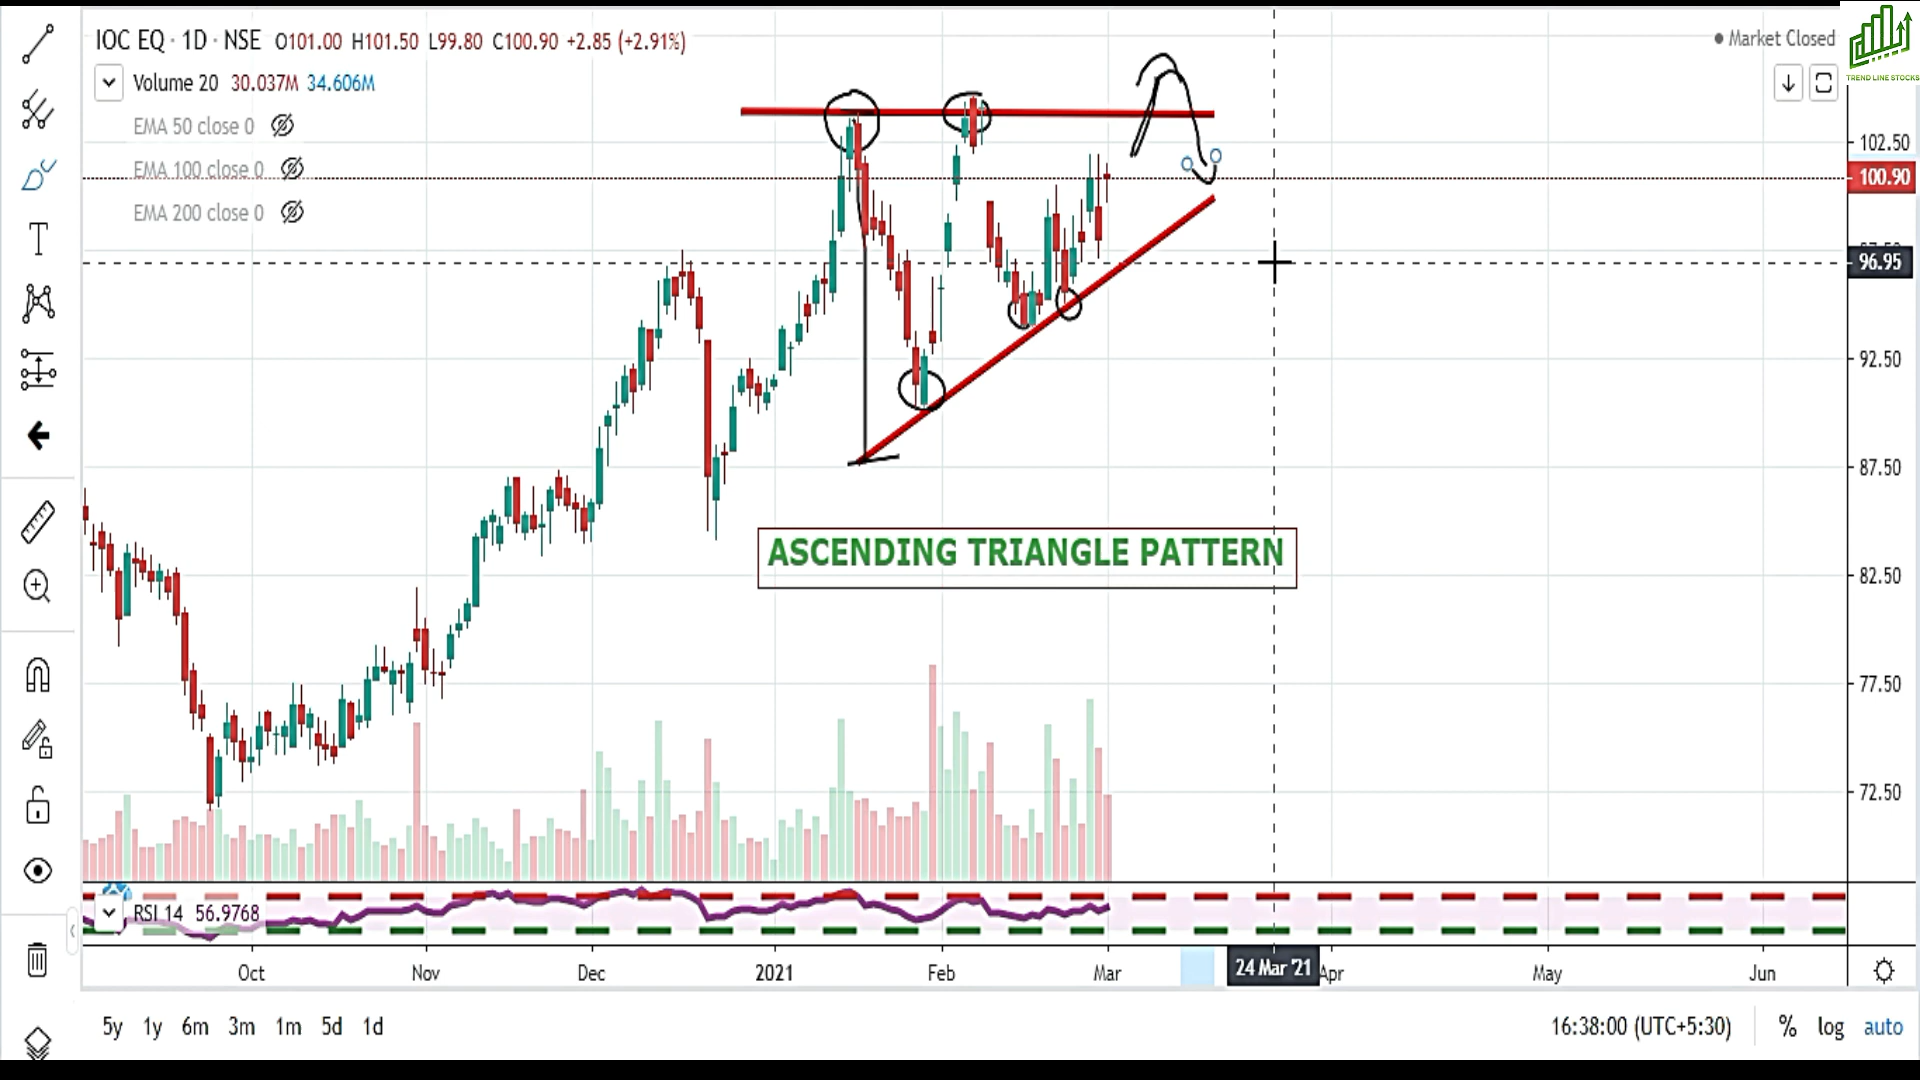 IOC EQ · 1D · NSE O101.00 H101.50 L99.80 C100.90 +2.85 (+2.91%)
Market Closed
TREND LINE STOCKS
Volume 20 30.037M 34.606M
EMA 50 close 0
EMA 100 close 0
EMA 200 close 0
102.50
100.90
96.95
92.50
87.50
ASCENDING TRIANGLE PATTERN
82.50
77.50
72.50
RSI 14 56.9768
Oct Nov Dec 2021 Feb Mar 24 Mar '21 Apr May Jun
5y 1y 6m 3m 1m 5d 1d 16:38:00 (UTC+5:30) % log auto